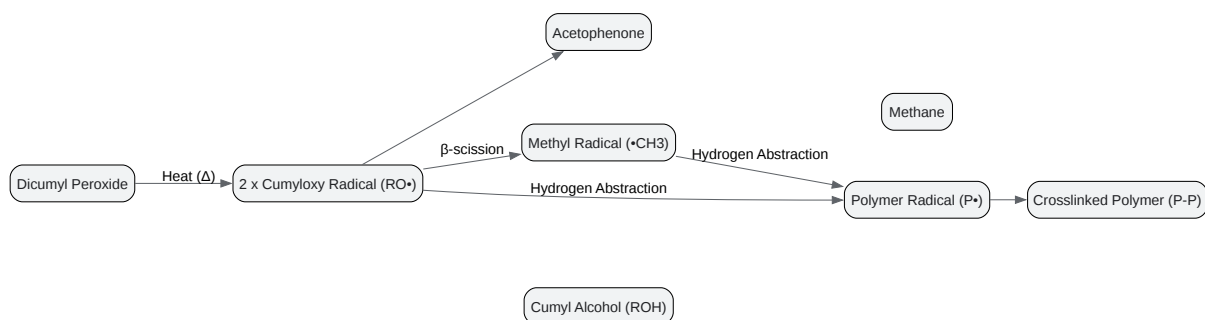 Acetophenone
Methane
Methyl Radical (•CH3)
β-scission
Hydrogen Abstraction
Dicumyl Peroxide
Heat (Δ)
2 x Cumyloxy Radical (RO•)
Hydrogen Abstraction
Polymer Radical (P•)
Crosslinked Polymer (P-P)
Cumyl Alcohol (ROH)